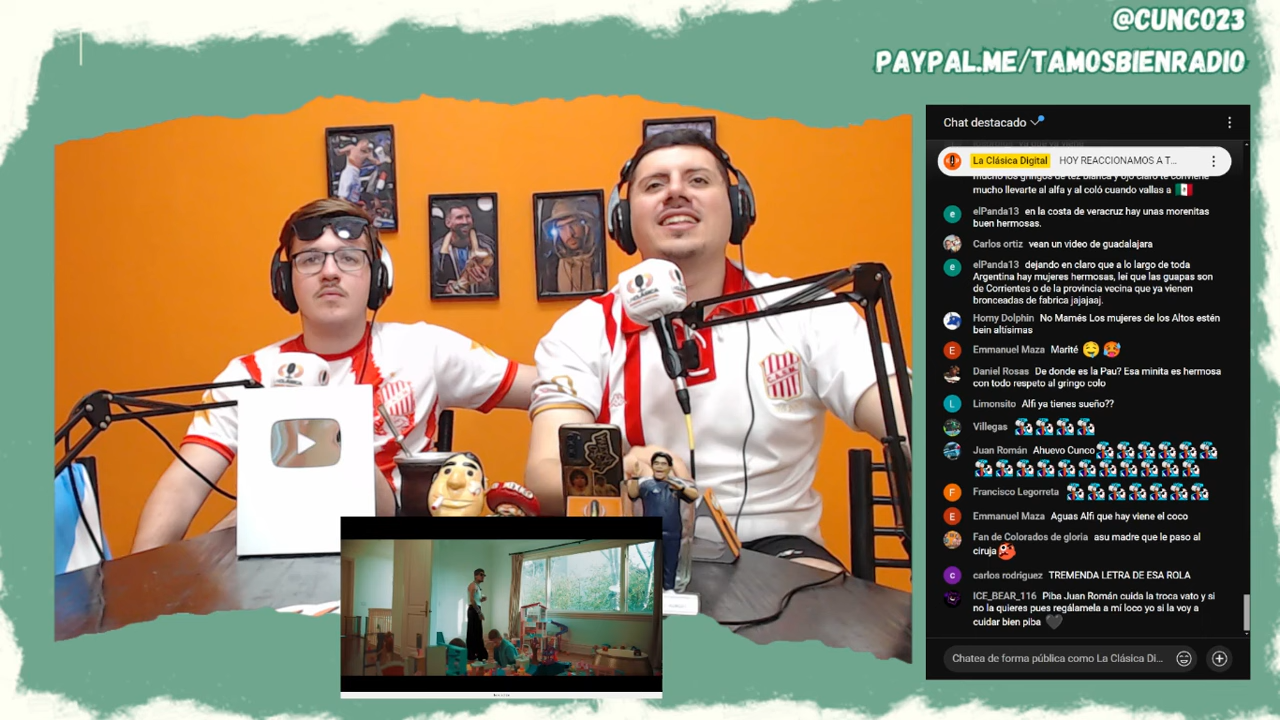 @CUNCO23
PAYPAL.ME/TAMOSBIENRADIO
Chat destacado
La Clásica Digital HOY REACCIONAMOS A T...
mucho los gringos de tez blanca y ojo claro te conviene
mucho llevarte al alfa y al coló cuando vallas a
elPanda13 en la costa de veracruz hay unas morenitas
buen hermosas.
Carlos ortiz vean un video de guadalajara
elPanda13 dejando en claro que a lo largo de toda
Argentina hay mujeres hermosas, leí que las guapas son
de Corrientes o de la provincia vecina que ya vienen
bronceadas de fabrica jajajaaj.
Horny Dolphin No Mamés Los mujeres de los Altos estén
bein altísimas
Emmanuel Maza Marité
Daniel Rosas De donde es la Pau? Esa minita es hermosa
con todo respeto al gringo colo
Limonsito Alfi ya tienes sueño??
Villegas
Juan Román Ahuevo Cunco
Francisco Legorreta
Emmanuel Maza Aguas Alfi que hay viene el coco
Fan de Colorados de gloria asu madre que le paso al
ciruja
carlos rodríguez TREMENDA LETRA DE ESA ROLA
ICE_BEAR_116 Piba Juan Román cuida la troca vato y si
no la quieres pues regálamela a mí loco yo si la voy a
cuidar bien piba
Chatea de forma pública como La Clásica Di...